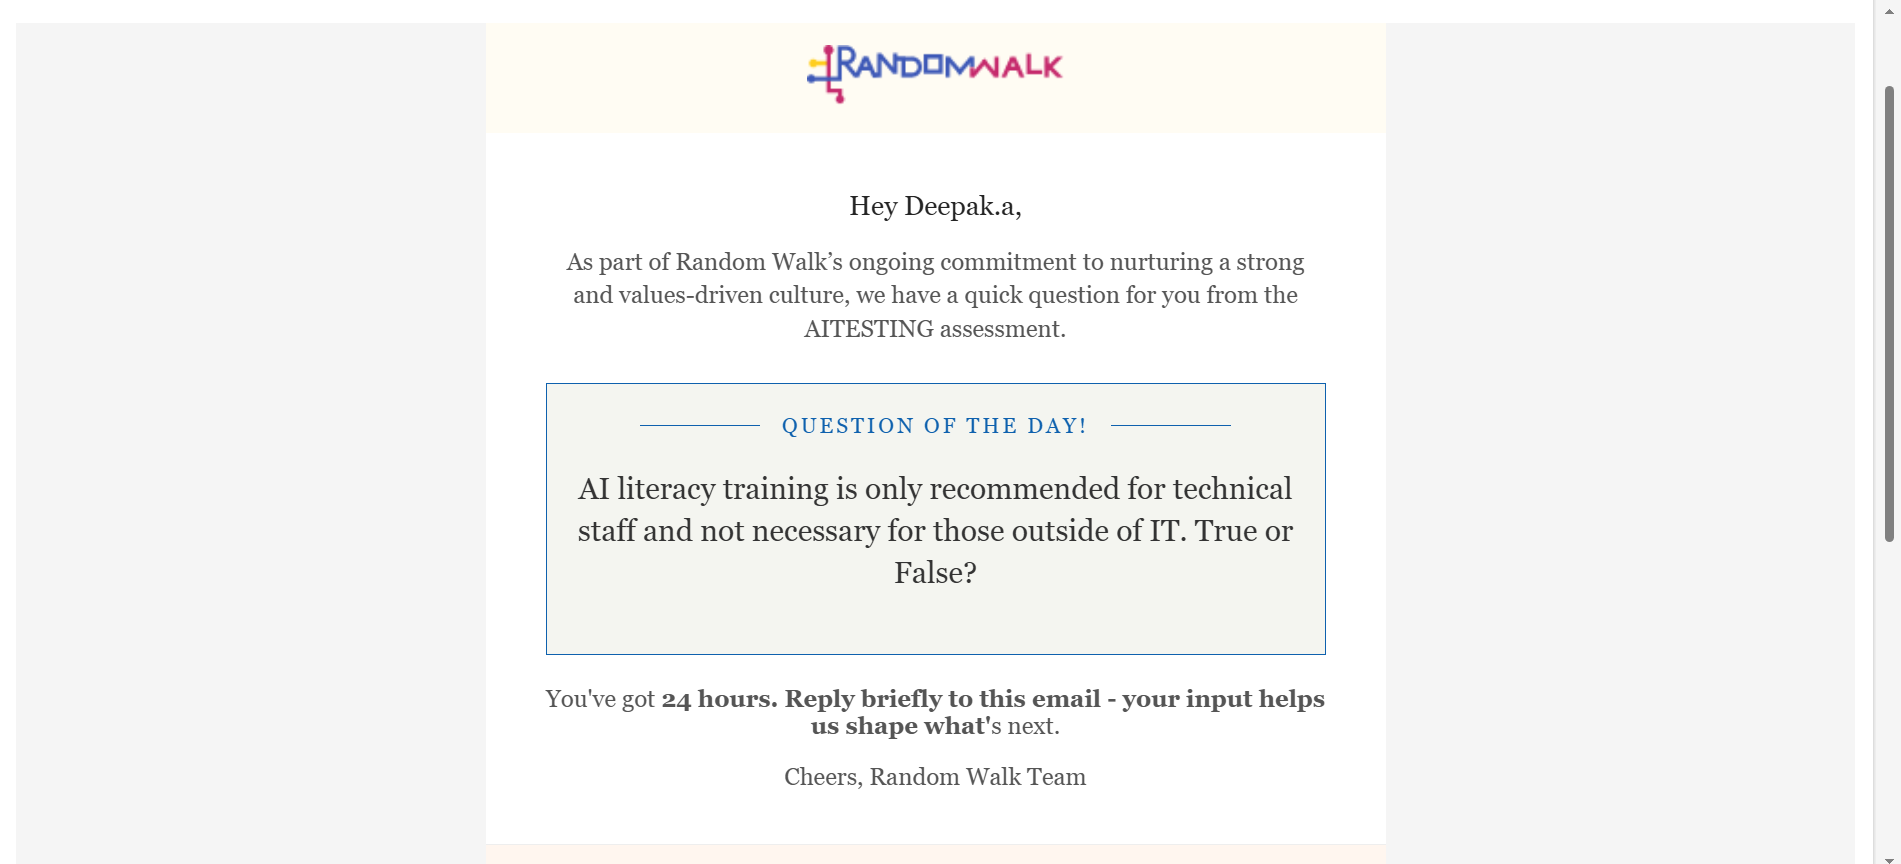 RANDOMWALK
Hey Deepak.a,
As part of Random Walk’s ongoing commitment to nurturing a strong
and values-driven culture, we have a quick question for you from the
AITESTING assessment.
QUESTION OF THE DAY!
AI literacy training is only recommended for technical
staff and not necessary for those outside of IT. True or
False?
You've got 24 hours. Reply briefly to this email - your input helps
us shape what's next.
Cheers, Random Walk Team